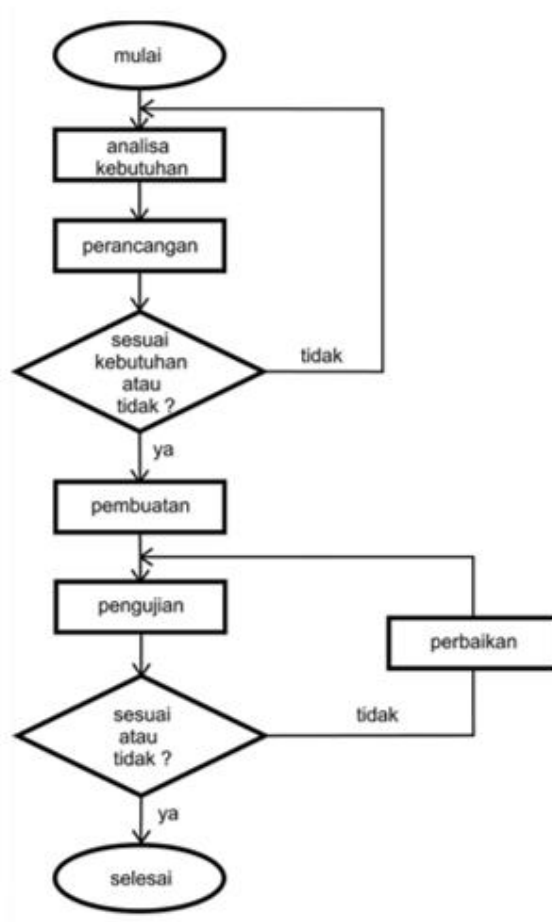 mulai
analisa
kebutuhan
perancangan
sesuai
kebutuhan
atau
tidak ?
tidak
ya
pembuatan
pengujian
perbaikan
sesuai
atau
tidak ?
tidak
ya
selesai